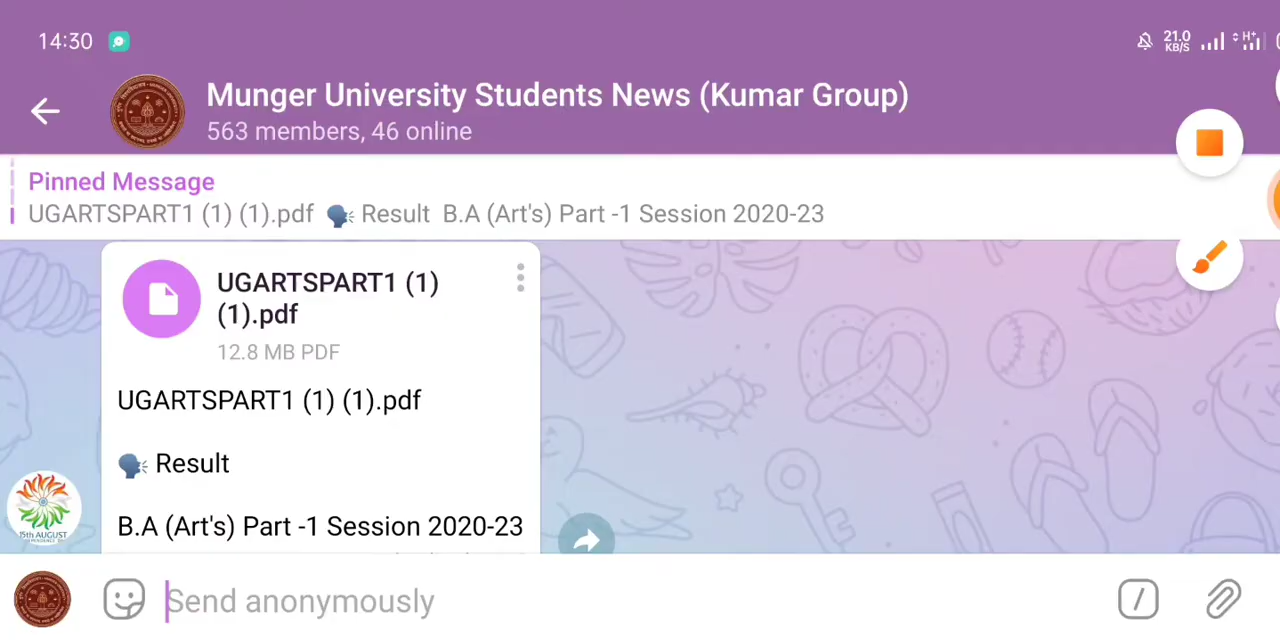 14:30
21.0
KB/S
H+
Munger University Students News (Kumar Group)
563 members, 46 online
Pinned Message
UGARTSPART1 (1) (1).pdf 🗣 Result B.A (Art's) Part -1 Session 2020-23
UGARTSPART1 (1)
(1).pdf
12.8 MB PDF
UGARTSPART1 (1) (1).pdf
🗣 Result
B.A (Art's) Part -1 Session 2020-23
15th AUGUST
Send anonymously